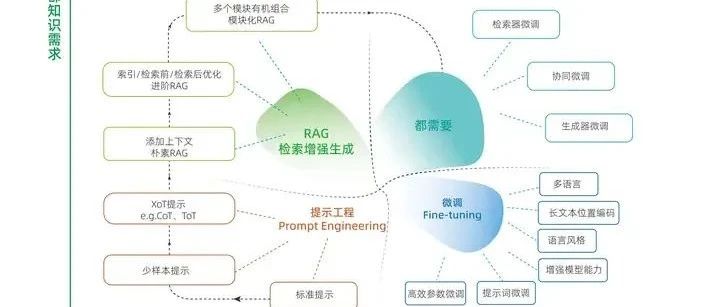 部知识需求
多个模块有机组合
模块化RAG
索引/检索前/检索后优化
进阶RAG
添加上下文
朴素RAG
XoT提示
e.g.CoT、ToT
少样本提示
标准提示
RAG
检索增强生成
提示工程
Prompt Engineering
都需要
检索器微调
协同微调
生成器微调
微调
Fine-tuning
多语言
长文本位置编码
语言风格
增强模型能力
提示词微调
高效参数微调